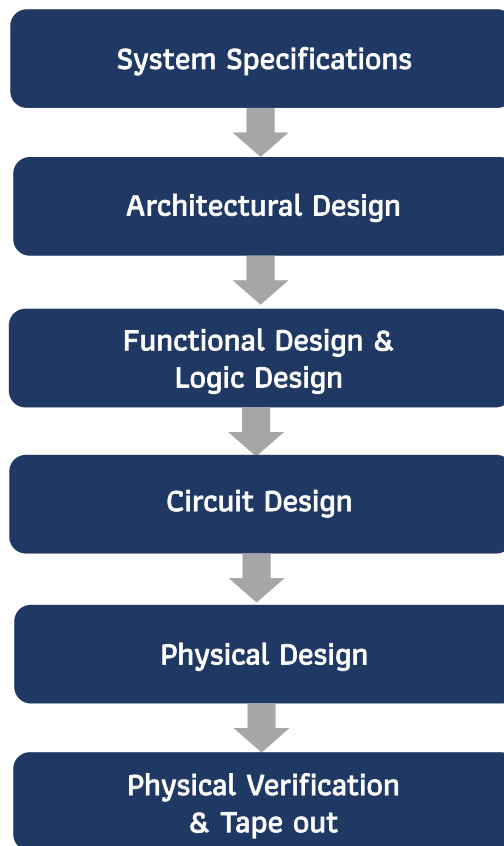 System Specifications
Architectural Design
Functional Design &
Logic Design
Circuit Design
Physical Design
Physical Verification
& Tape out